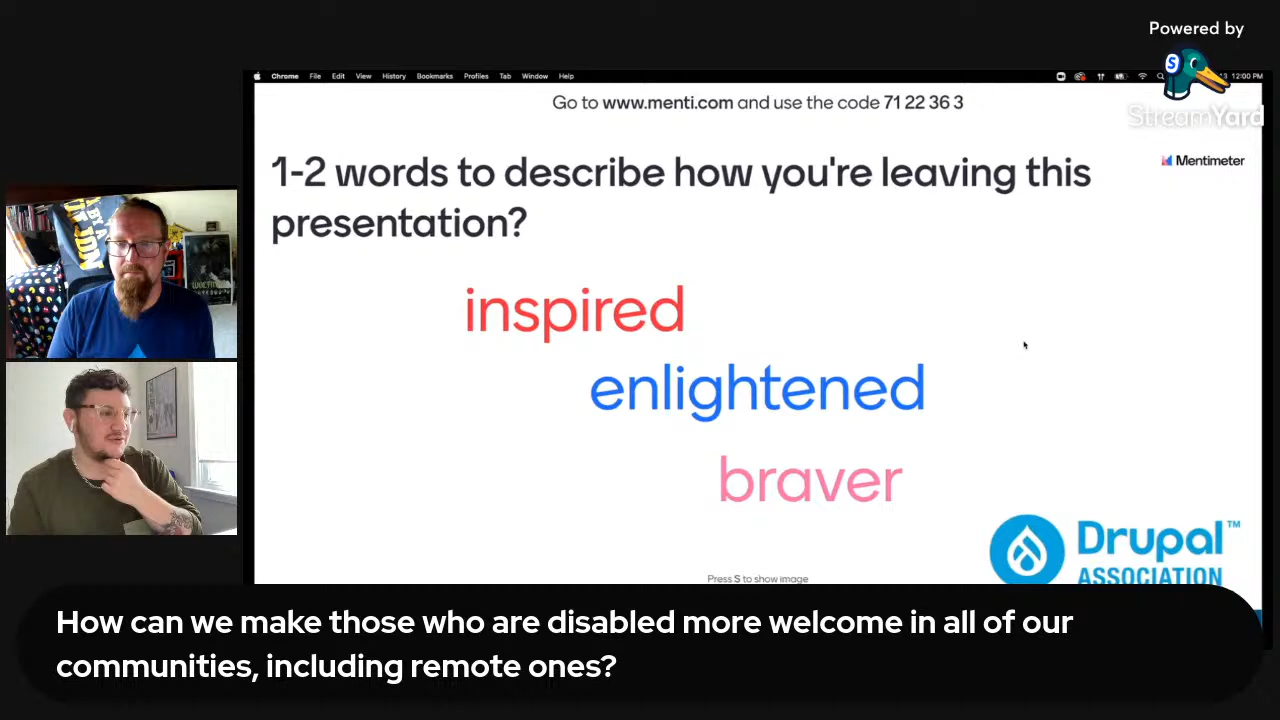 Powered by
StreamYard
Chrome File Edit View History Bookmarks Profiles Tab Window Help
12:00 PM
Go to www.menti.com and use the code 71 22 36 3
Mentimeter
1-2 words to describe how you're leaving this
presentation?
inspired
enlightened
braver
Drupal™
ASSOCIATION
Press S to show image
How can we make those who are disabled more welcome in all of our
communities, including remote ones?